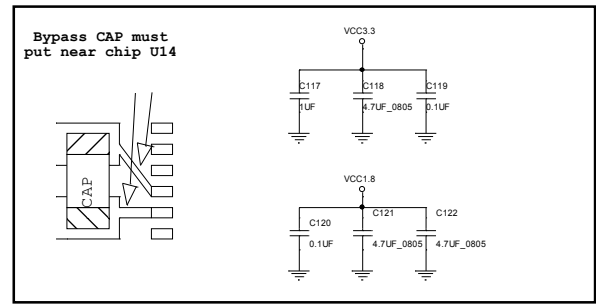 Bypass CAP must
put near chip U14
CAP
VCC3.3
C117
1UF
C118
4.7UF_0805
C119
0.1UF
VCC1.8
C120
0.1UF
C121
4.7UF_0805
C122
4.7UF_0805